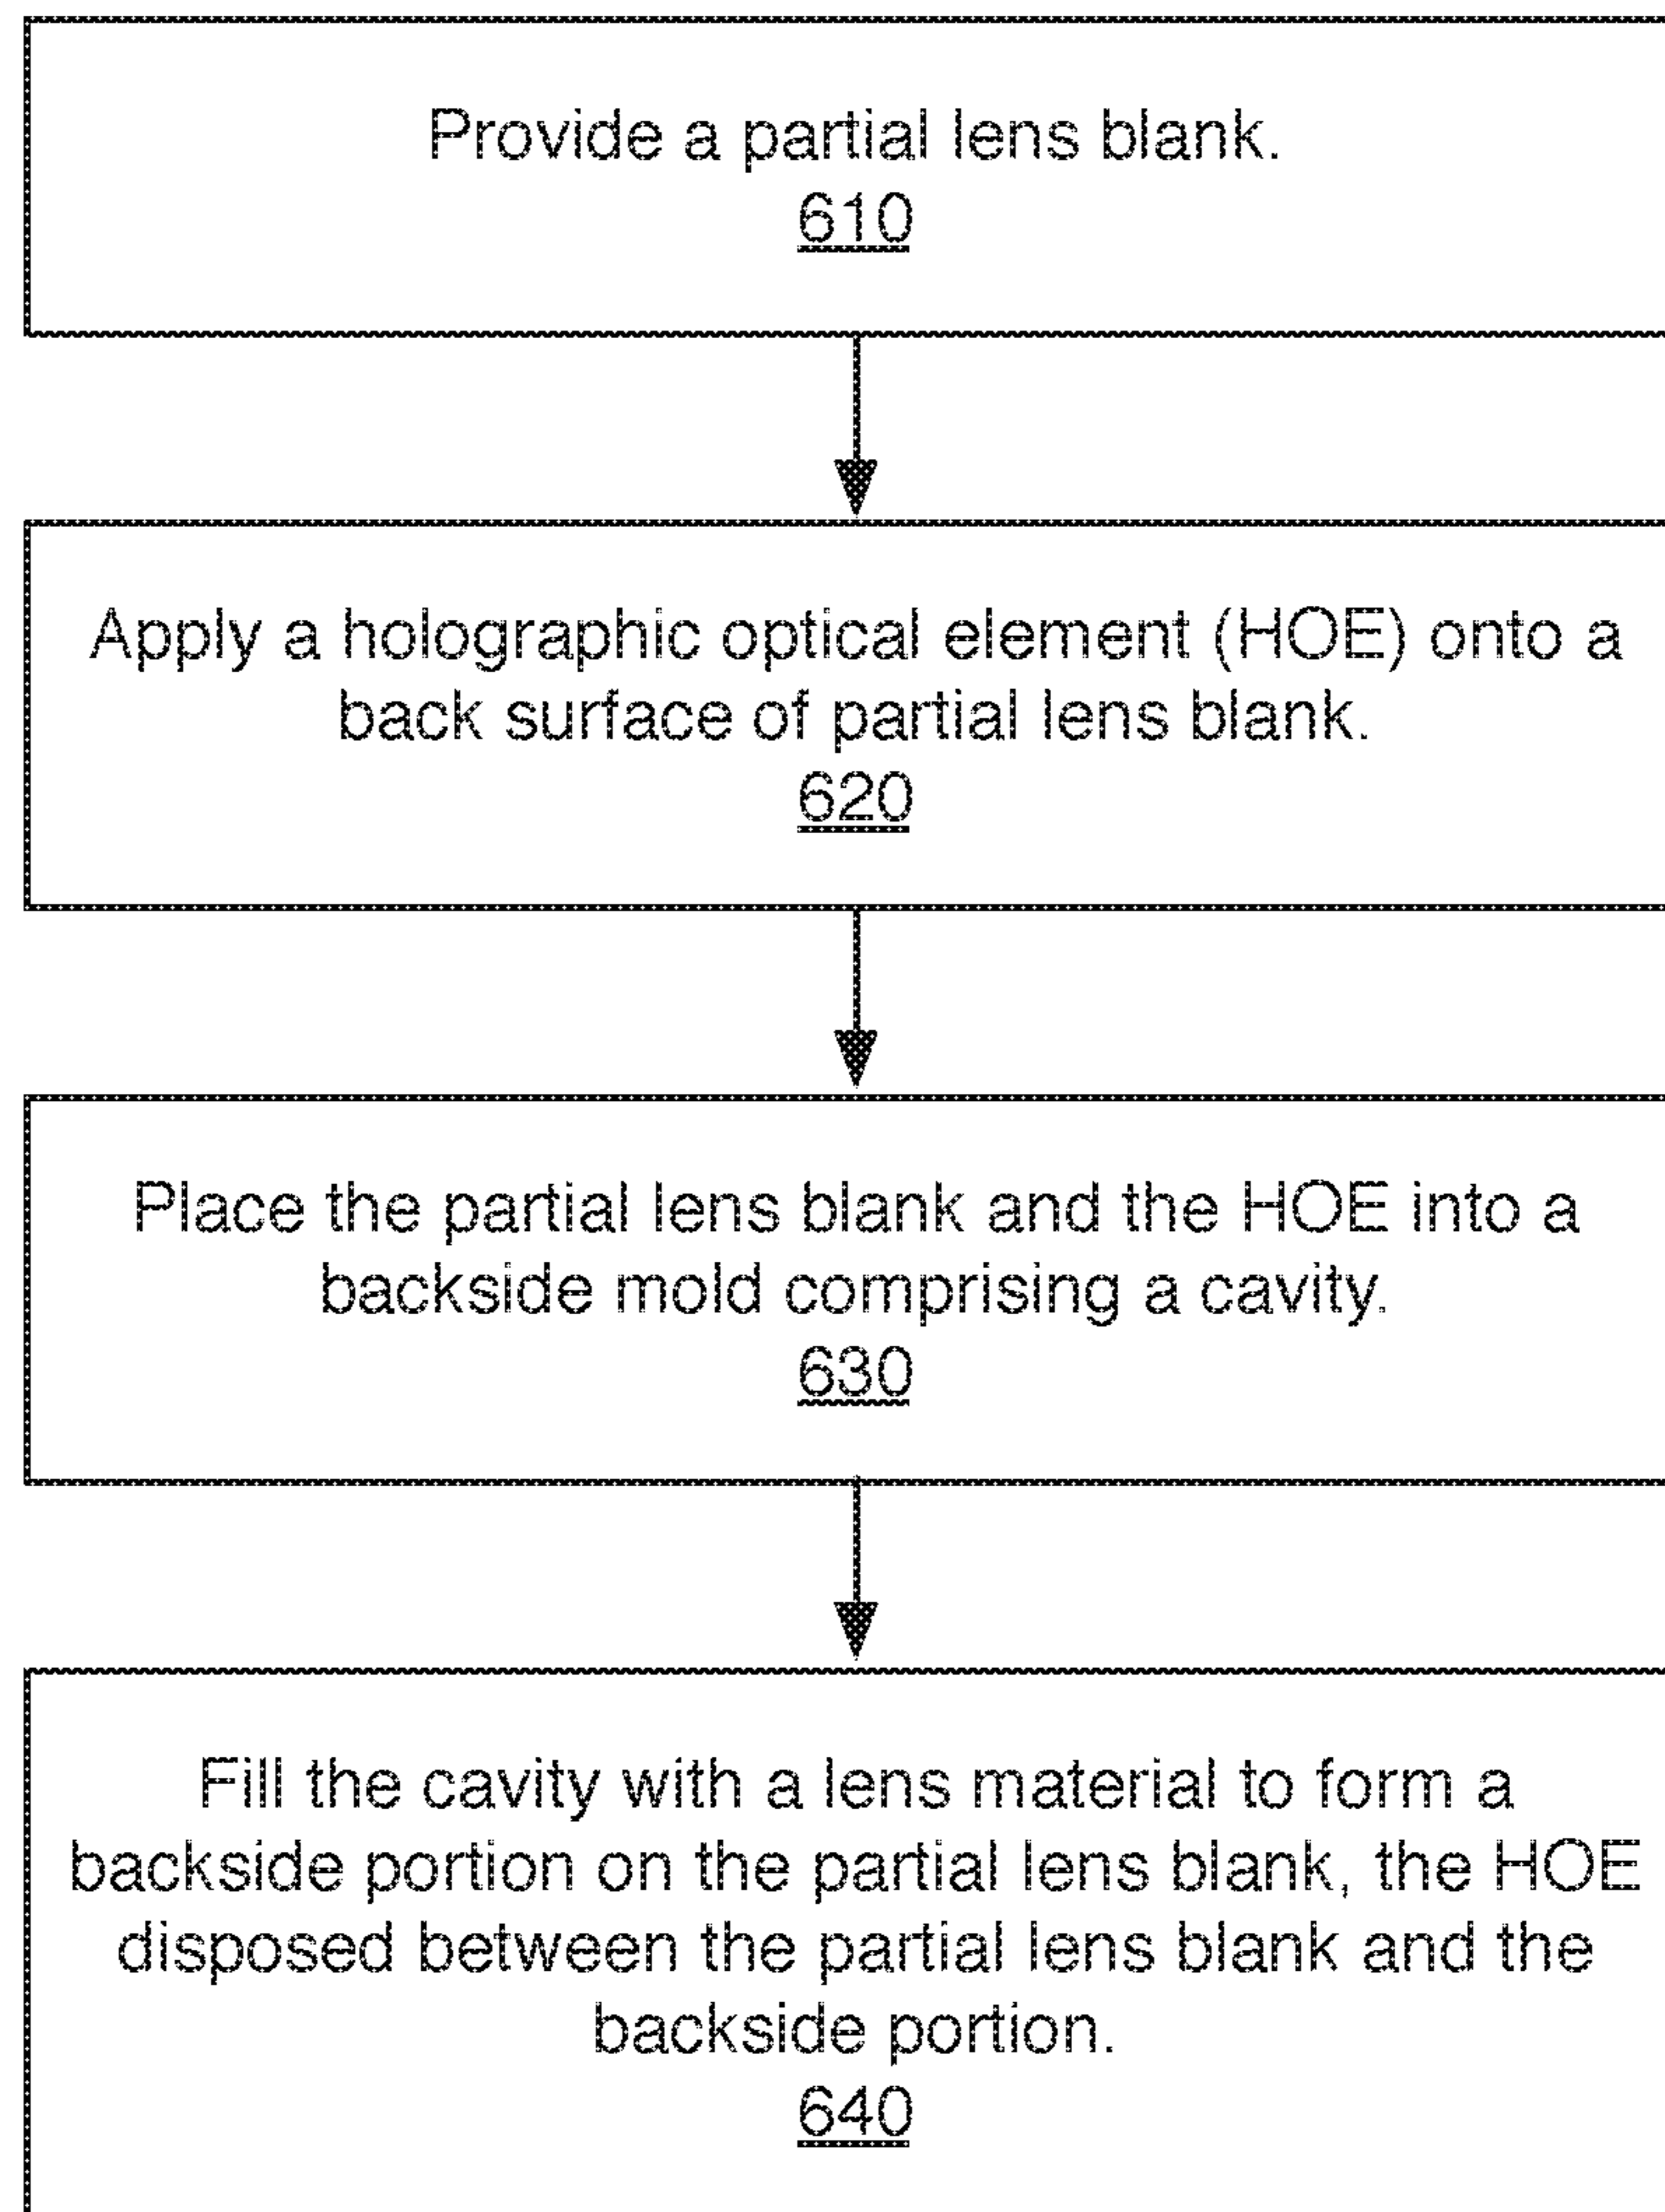 Provide a partial lens blank.
610
Apply a holographic optical element (HOE) onto a
back surface of partial lens blank.
620
Place the partial lens blank and the HOE into a
backside mold comprising a cavity.
630
Fill the cavity with a lens material to form a
backside portion on the partial lens blank, the HOE
disposed between the partial lens blank and the
backside portion.
640